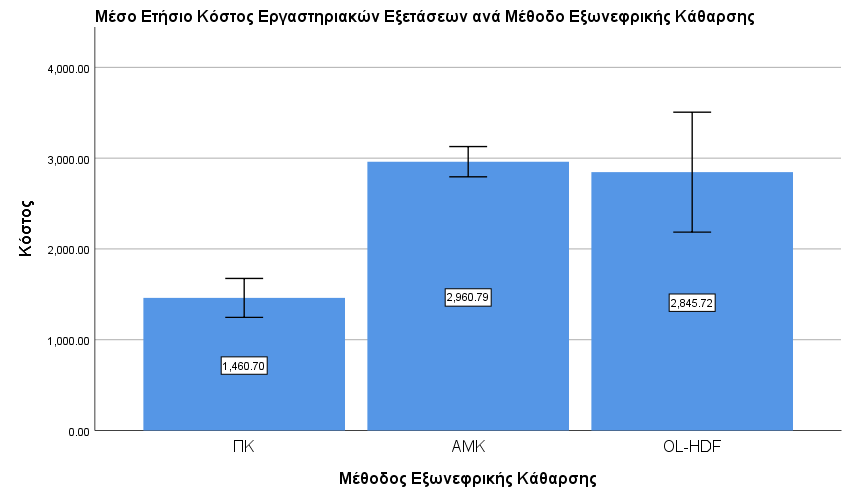 Μέσο Ετήσιο Κόστος Εργαστηριακών Εξετάσεων ανά Μέθοδο Εξωνεφρικής Κάθαρσης
4,000.00
3,000.00
2,000.00
1,000.00
0.00
Κόστος
1,460.70
2,960.79
2,845.72
ΠΚ
ΑΜΚ
OL-HDF
Μέθοδος Εξωνεφρικής Κάθαρσης